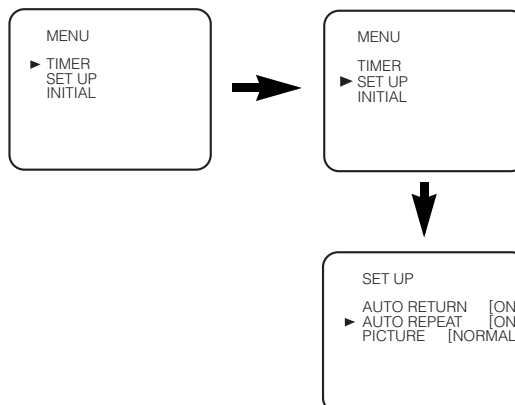 MENU
► TIMER
SET UP
INITIAL
MENU
TIMER
► SET UP
INITIAL
SET UP
AUTO RETURN [ON
► AUTO REPEAT [ON
PICTURE [NORMAL